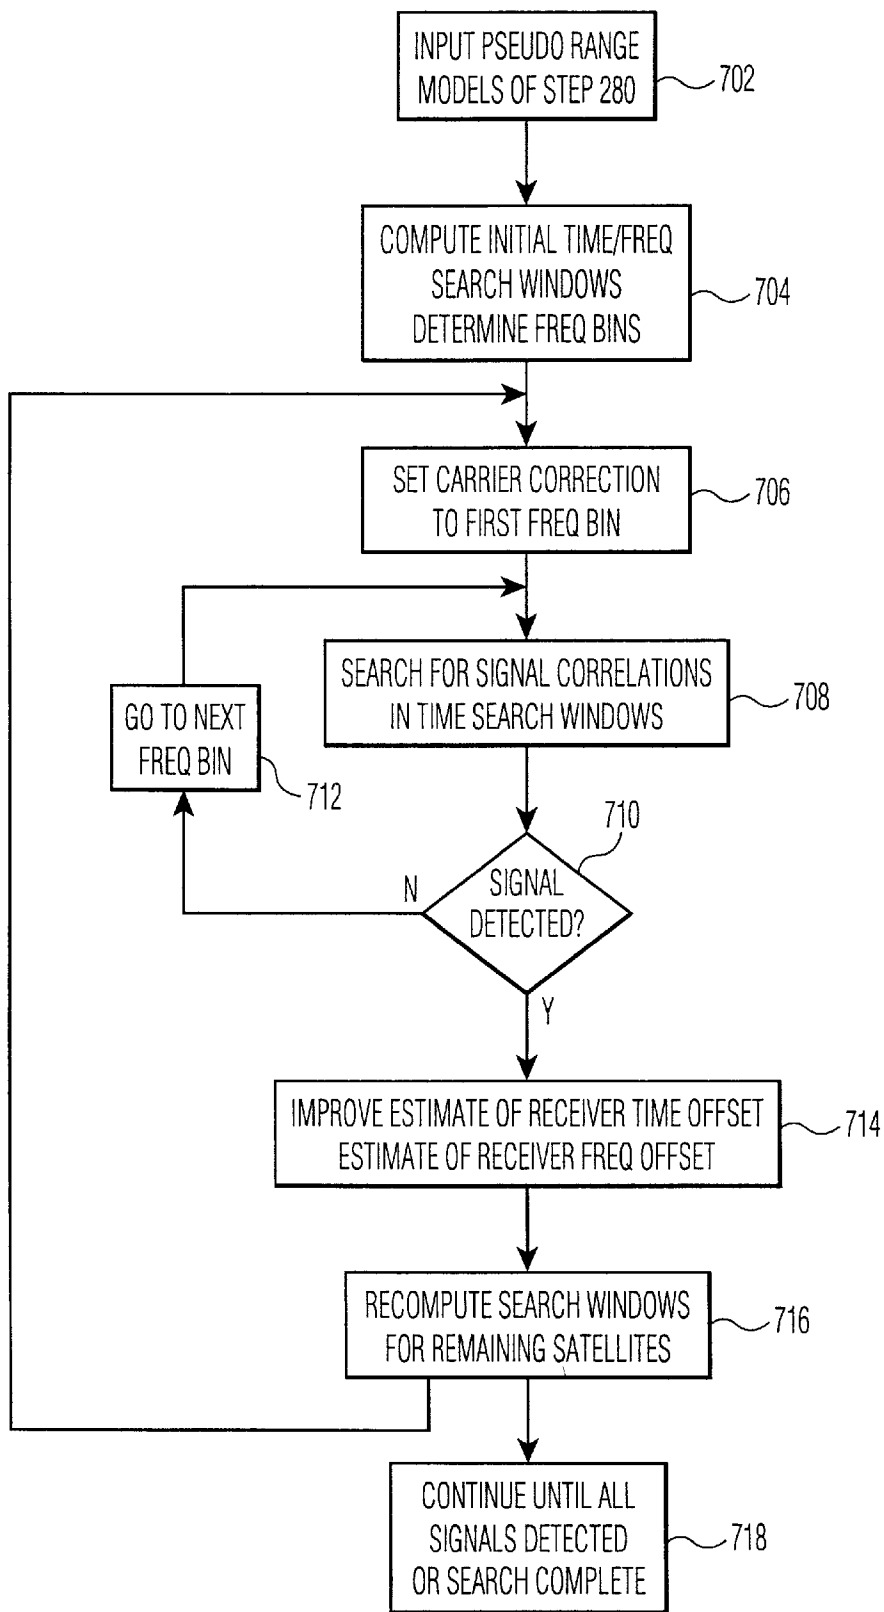 INPUT PSEUDO RANGE
MODELS OF STEP 280
702
COMPUTE INITIAL TIME/FREQ
SEARCH WINDOWS
DETERMINE FREQ BINS
704
SET CARRIER CORRECTION
TO FIRST FREQ BIN
706
SEARCH FOR SIGNAL CORRELATIONS
IN TIME SEARCH WINDOWS
708
GO TO NEXT
FREQ BIN
712
710
SIGNAL
DETECTED?
N
Y
IMPROVE ESTIMATE OF RECEIVER TIME OFFSET
ESTIMATE OF RECEIVER FREQ OFFSET
714
RECOMPUTE SEARCH WINDOWS
FOR REMAINING SATELLITES
716
CONTINUE UNTIL ALL
SIGNALS DETECTED
OR SEARCH COMPLETE
718